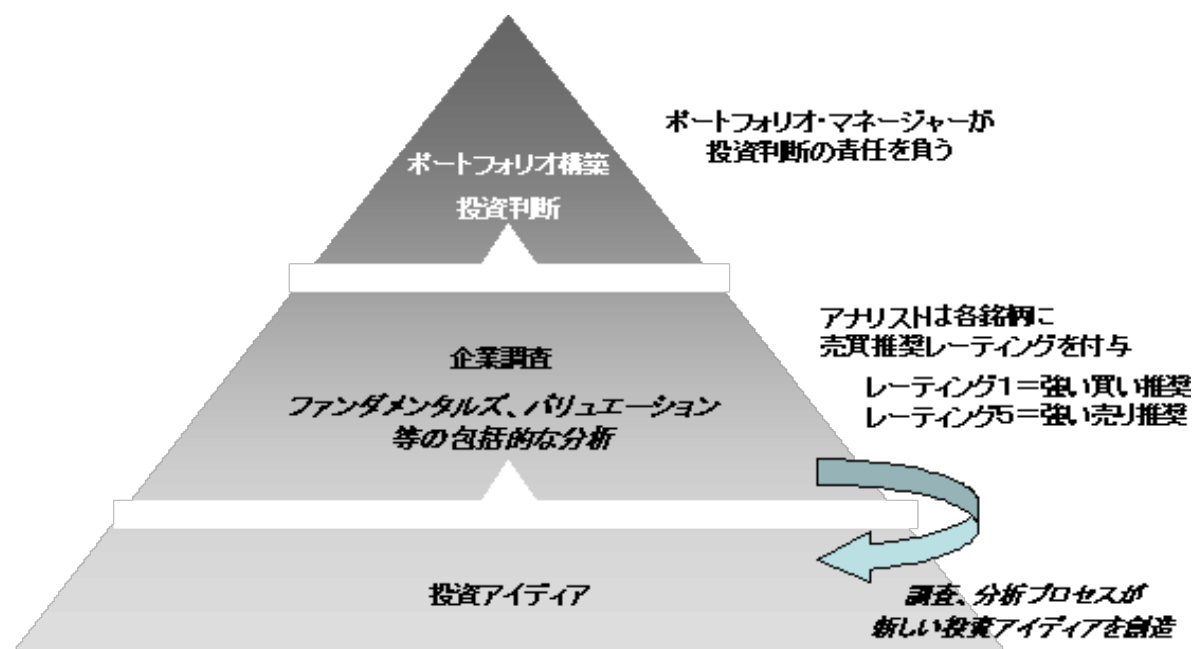 ポートフォリオ・マネージャーが
投資判断の責任を負う
ポートフォリオ構築
投資判断
アナリストは各銘柄に
売買推奨レーティングを付与
レーティング1=強い買い推奨
レーティング5=強い売り推奨
企業調査
ファンダメンタルズ、バリュエーション
等の包括的な分析
投資アイディア
調査、分析プロセスが
新しい投資アイディアを創造